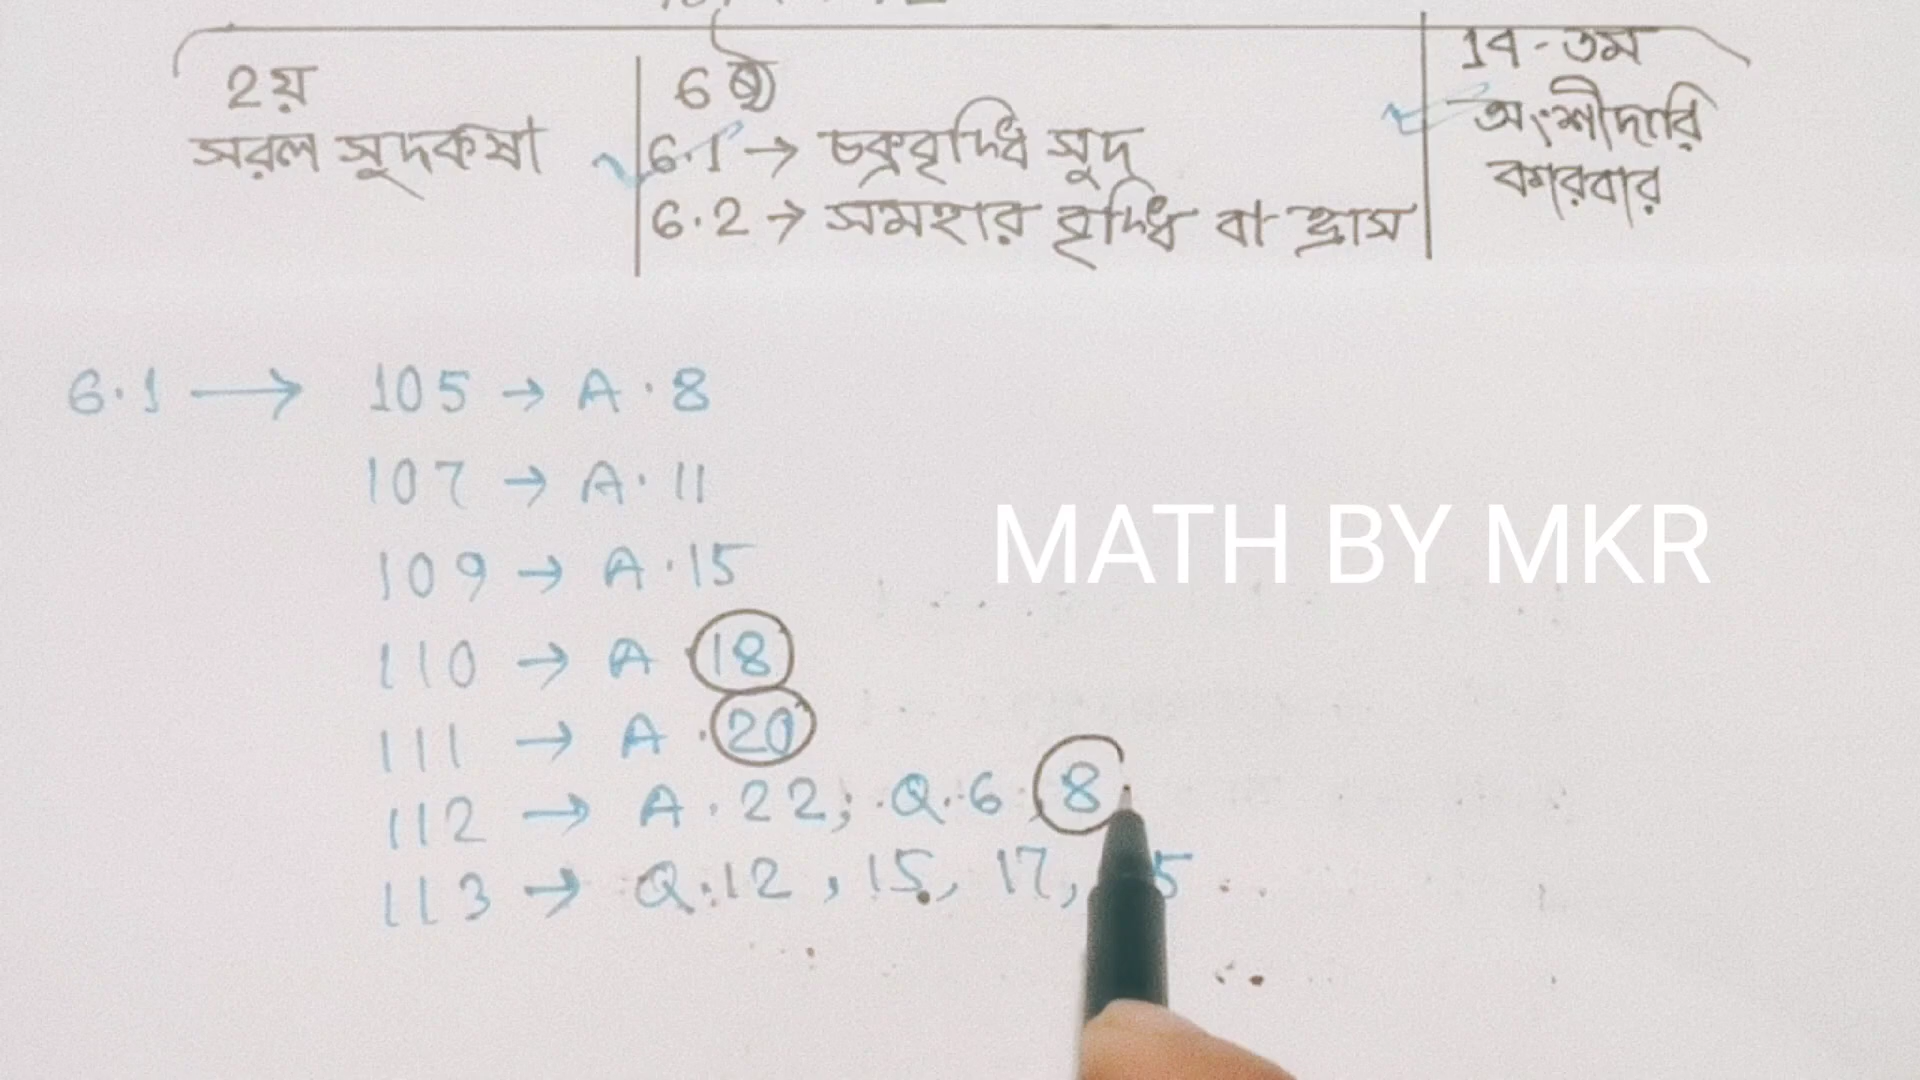 2য়
সরল সুদকষা
6 ষ্ঠ
6.1 → চক্রবৃদ্ধি সুদ
6.2 → সমহার বৃদ্ধি বা হ্রাস
14-তম
অংশীদারি
কারবার
6.1 → 105 → A . 8
107 → A . 11
109 → A . 15
110 → A . 18
111 → A . 20
112 → A . 22; Q. 6, 8
113 → Q. 12, 15, 17,
MATH BY MKR